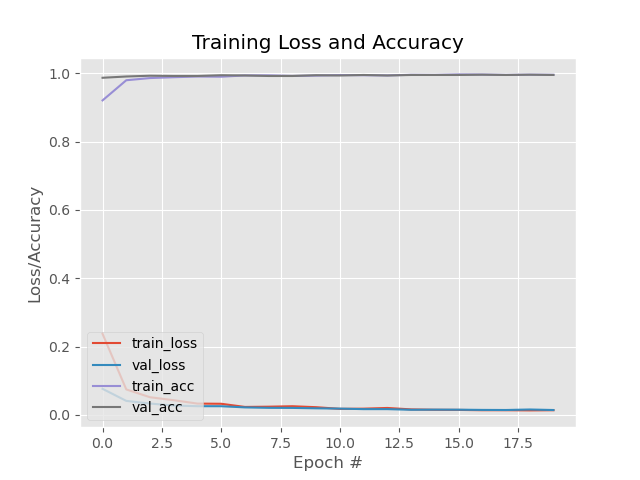 Training Loss and Accuracy
Loss/Accuracy
1.0
0.8
0.6
0.4
0.2
0.0
train_loss
val_loss
train_acc
val_acc
0.0 2.5 5.0 7.5 10.0 12.5 15.0 17.5
Epoch #